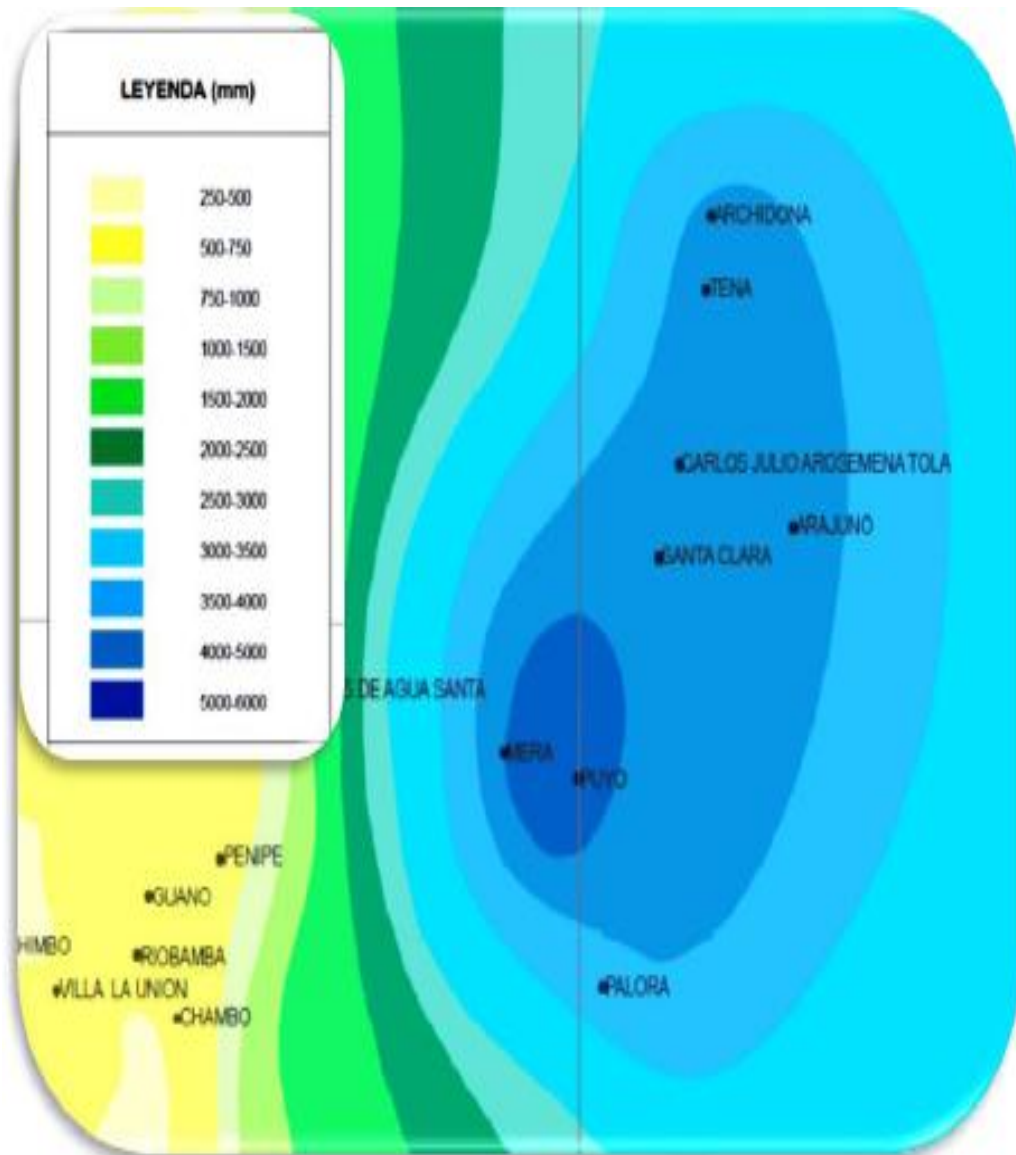 LEYENDA (mm)
250-500
500-750
750-1000
1000-1500
1500-2000
2000-2500
2500-3000
3000-3500
3500-4000
4000-5000
5000-6000
ARCHIDONA
TENA
CARLOS JULIO AROSEMENA TOLA
ARAJUNO
SANTA CLARA
S DE AGUA SANTA
MERA
PUYO
PENIPE
GUANO
HIMBO
RIOBAMBA
VILLA LA UNION
PALORA
CHAMBO